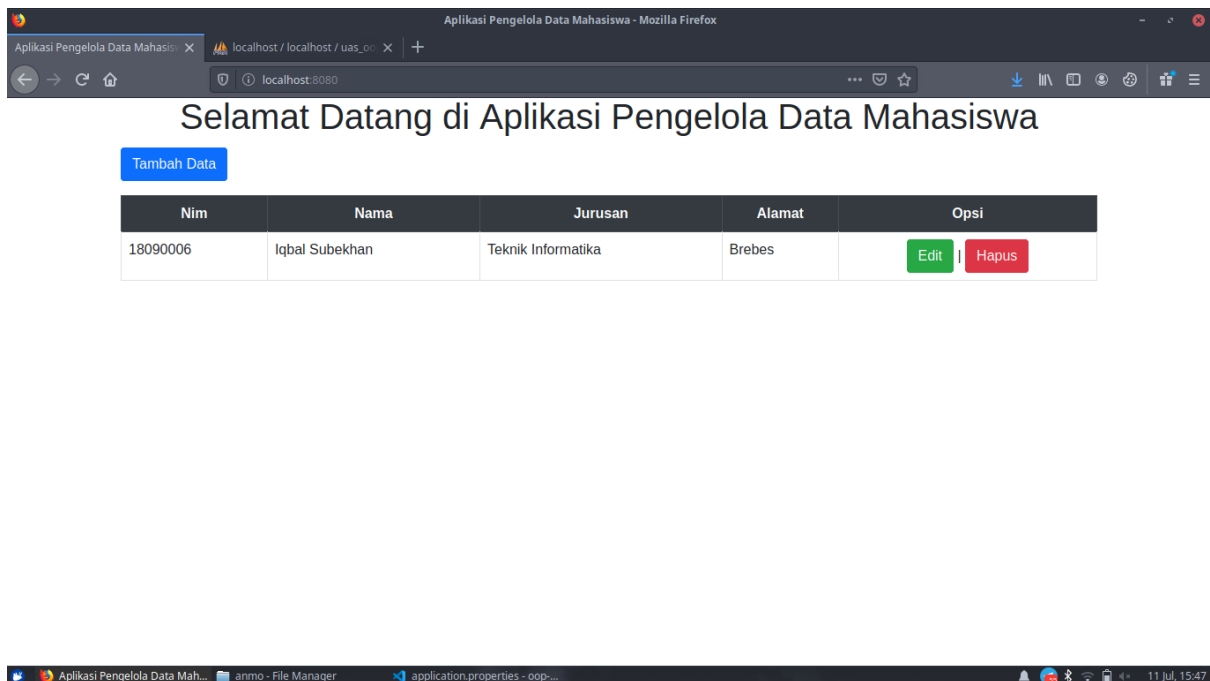 Aplikasi Pengelola Data Mahasiswa - Mozilla Firefox
Aplikasi Pengelola Data Mahasisw localhost / localhost / uas_oo
localhost:8080
Selamat Datang di Aplikasi Pengelola Data Mahasiswa
Tambah Data
Nim Nama Jurusan Alamat Opsi
18090006 Iqbal Subekhan Teknik Informatika Brebes Edit | Hapus
Aplikasi Pengelola Data Mah... anmo - File Manager application.properties - oop-... 11 Jul, 15:47